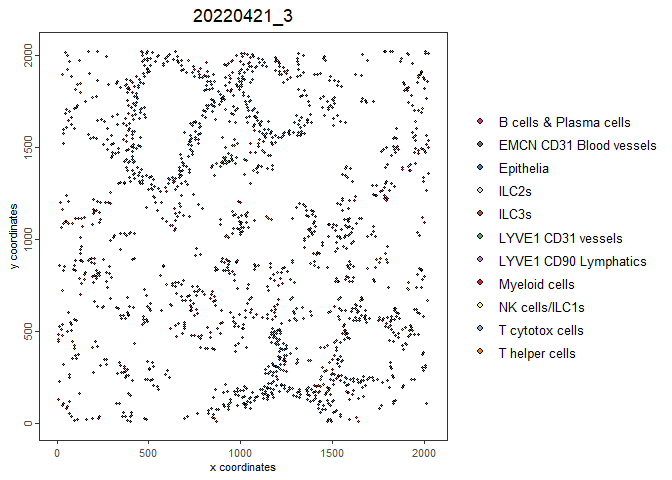 20220421_3
2000
1500
1000
500
0
y coordinates
0 500 1000 1500 2000
x coordinates
B cells & Plasma cells
EMCN CD31 Blood vessels
Epithelia
ILC2s
ILC3s
LYVE1 CD31 vessels
LYVE1 CD90 Lymphatics
Myeloid cells
NK cells/ILC1s
T cytotox cells
T helper cells